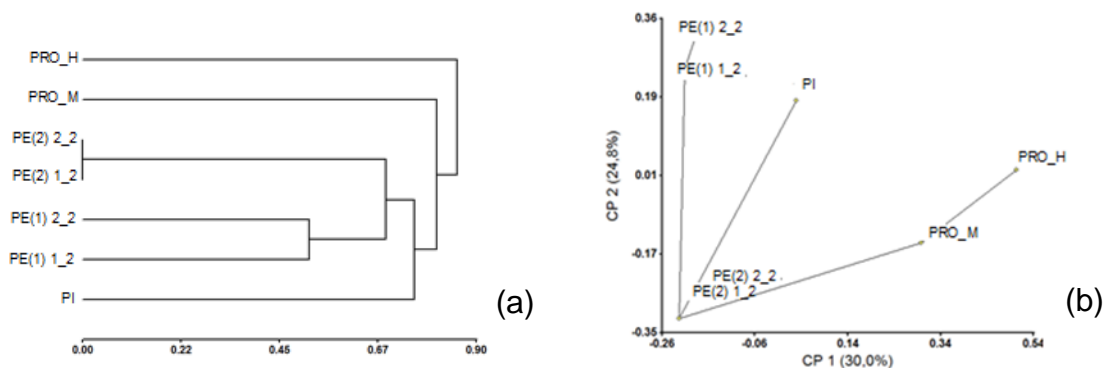 PRO_H
PRO_M
PE(2) 2_2
PE(2) 1_2
PE(1) 2_2
PE(1) 1_2
PI
0.00 0.22 0.45 0.67 0.90
(a)
0.36
0.19
0.01
-0.17
-0.35
CP 2 (24,8%)
PE(1) 2_2
PE(1) 1_2
PI
PRO_H
PRO_M
PE(2) 2_2
PE(2) 1_2
-0.26 -0.06 0.14 0.34 0.54
CP 1 (30,0%)
(b)